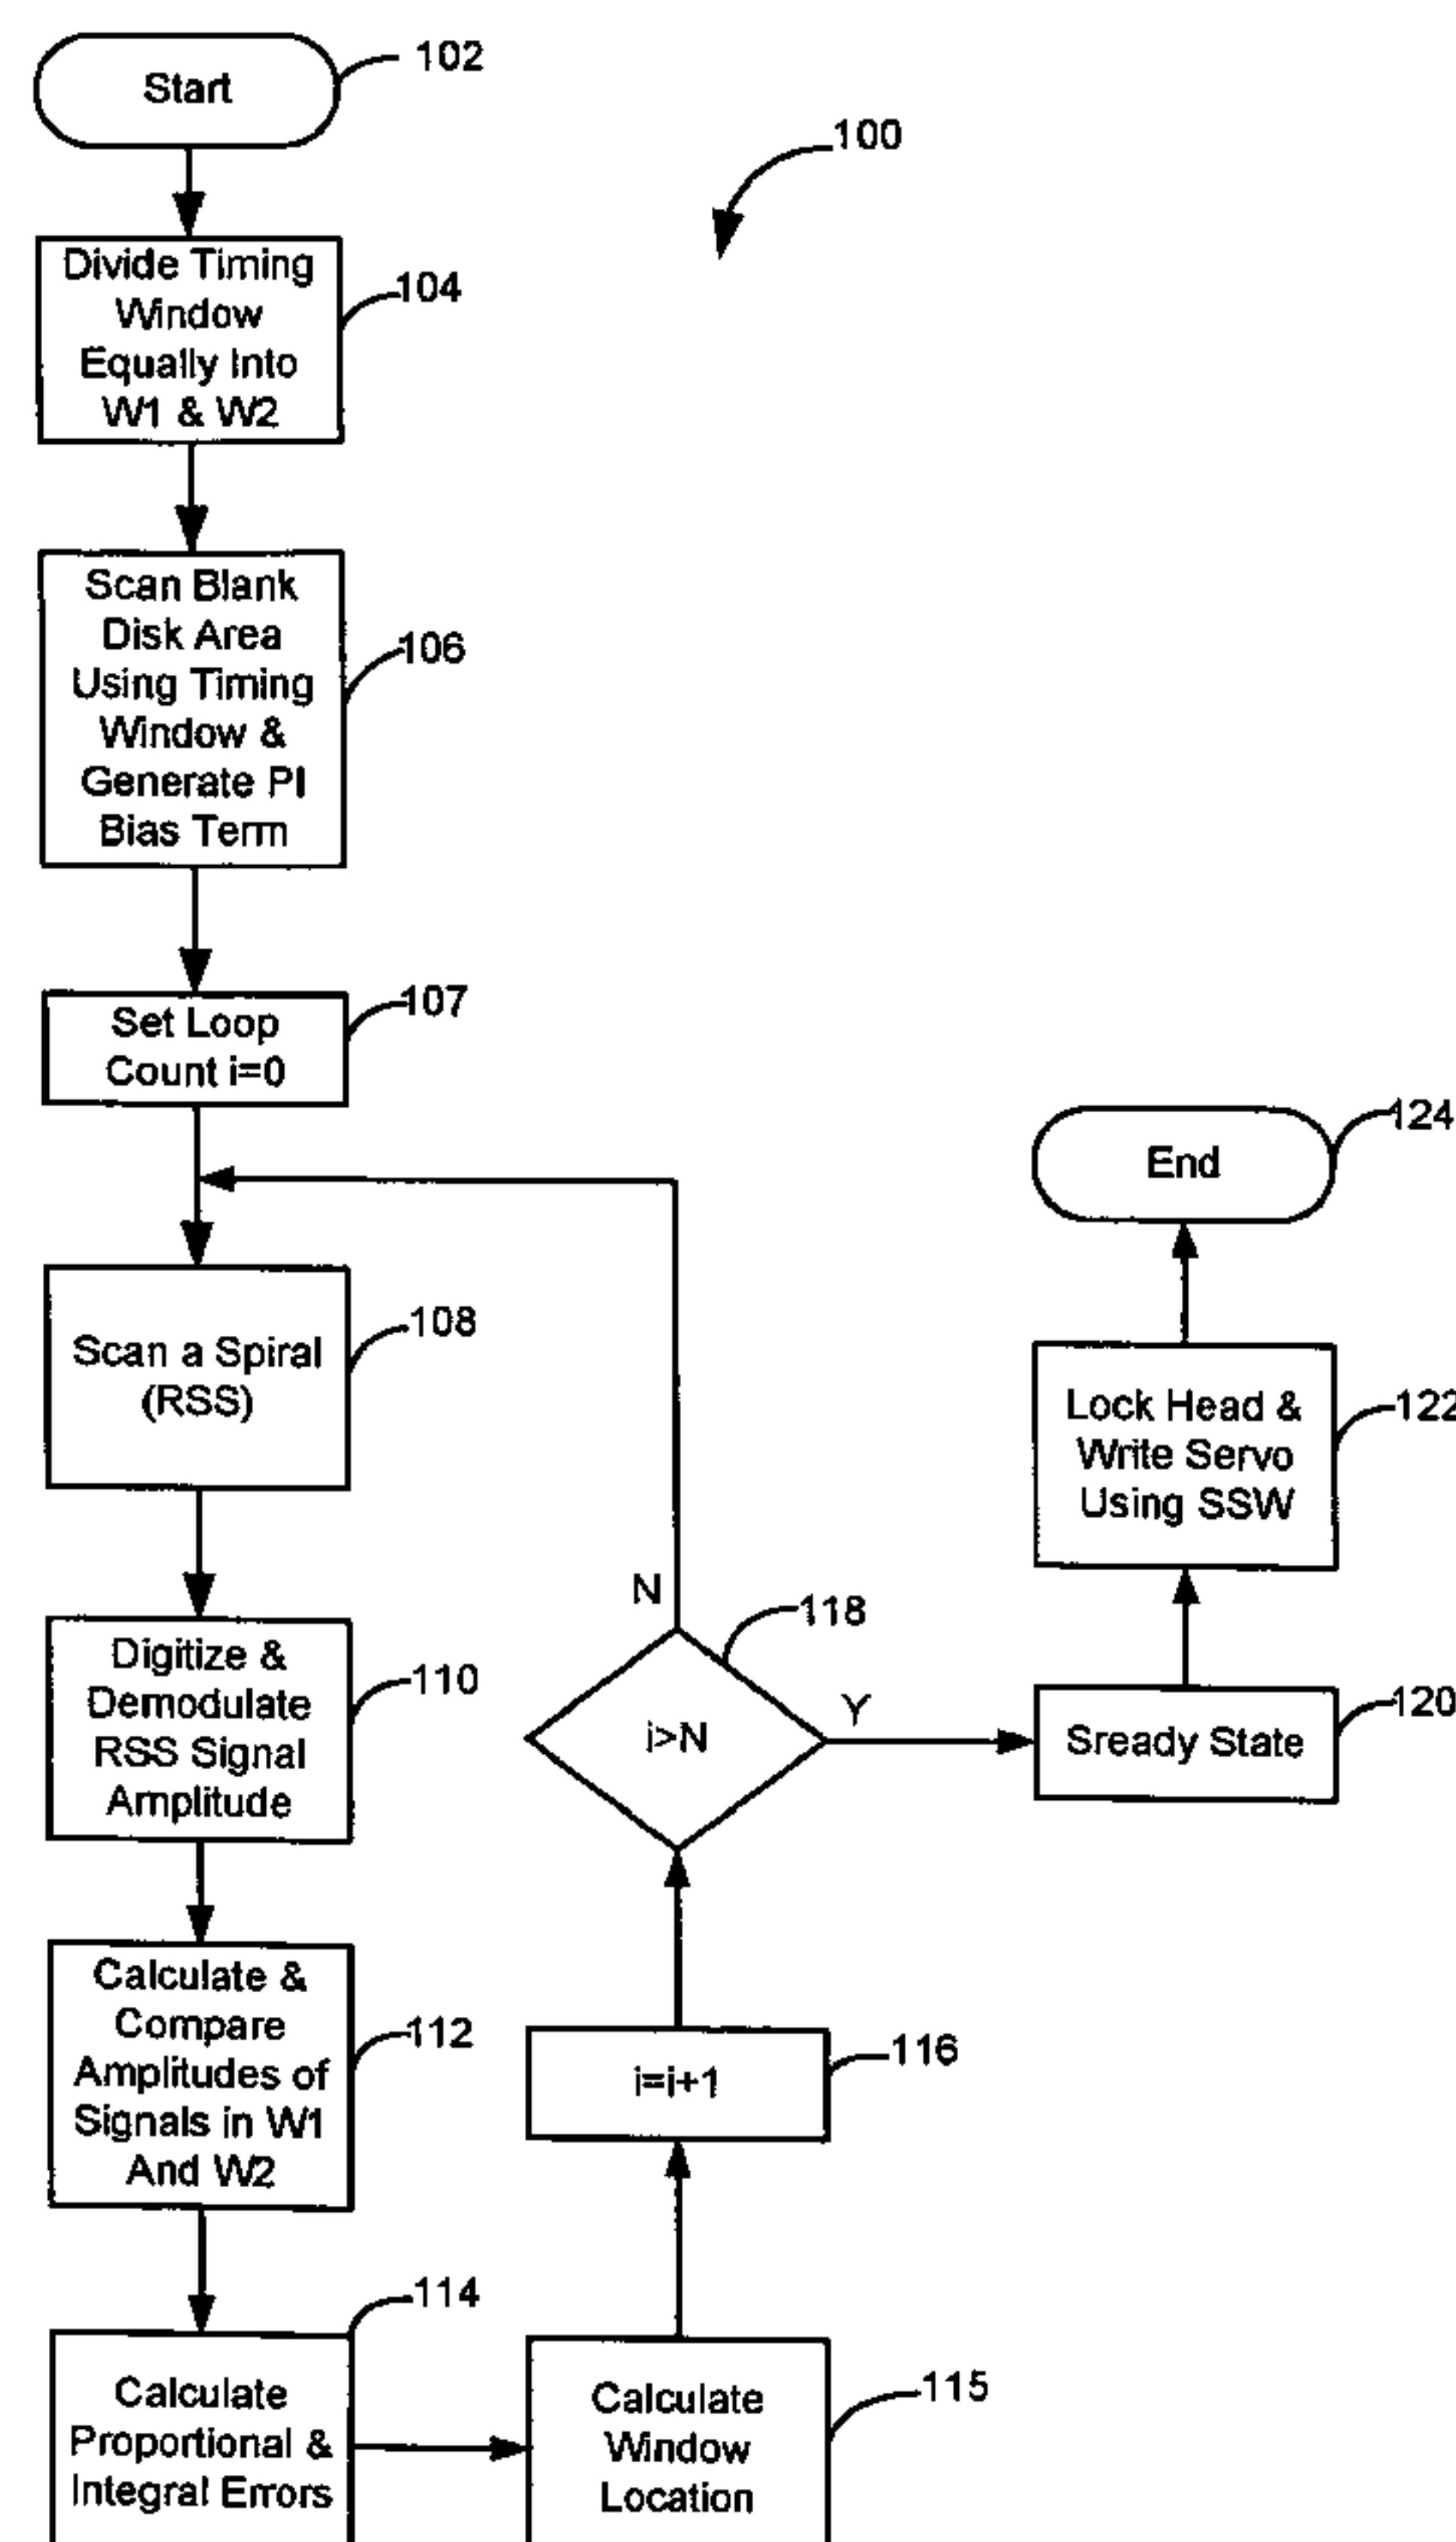 Start
102
100
Divide Timing
Window
Equally Into
W1 & W2
104
Scan Blank
Disk Area
Using Timing
Window &
Generate PI
Bias Term
106
Set Loop
Count i=0
107
Scan a Spiral
(RSS)
108
Digitize &
Demodulate
RSS Signal
Amplitude
110
Calculate &
Compare
Amplitudes of
Signals in W1
And W2
112
Calculate
Proportional &
Integral Errors
114
Calculate
Window
Location
115
i=i+1
116
i>N
118
N
Y
Sready State
120
Lock Head &
Write Servo
Using SSW
122
End
124